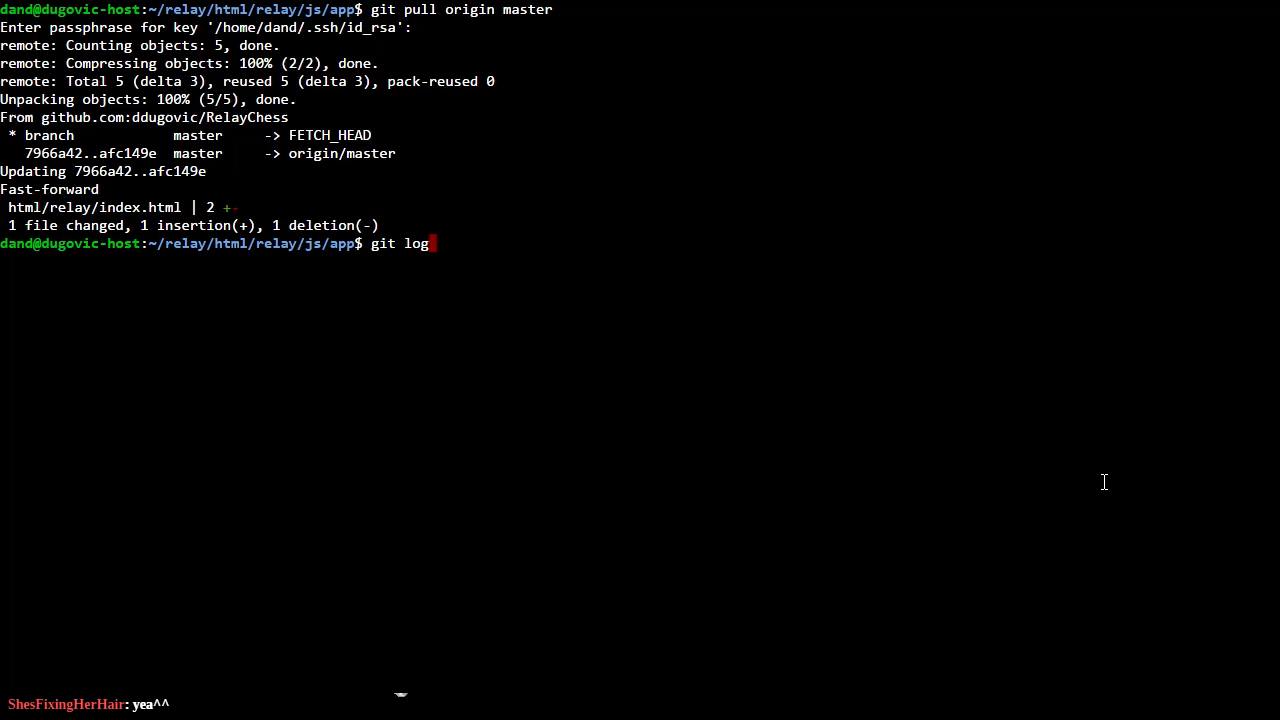 dand@dugovic-host:~/relay/html/relay/js/app$ git pull origin master
Enter passphrase for key '/home/dand/.ssh/id_rsa':
remote: Counting objects: 5, done.
remote: Compressing objects: 100% (2/2), done.
remote: Total 5 (delta 3), reused 5 (delta 3), pack-reused 0
Unpacking objects: 100% (5/5), done.
From github.com:ddugovic/RelayChess
 * branch            master     -> FETCH_HEAD
   7966a42..afc149e  master     -> origin/master
Updating 7966a42..afc149e
Fast-forward
 html/relay/index.html | 2 +-
 1 file changed, 1 insertion(+), 1 deletion(-)
dand@dugovic-host:~/relay/html/relay/js/app$ git log
ShesFixingHerHair: yea^^